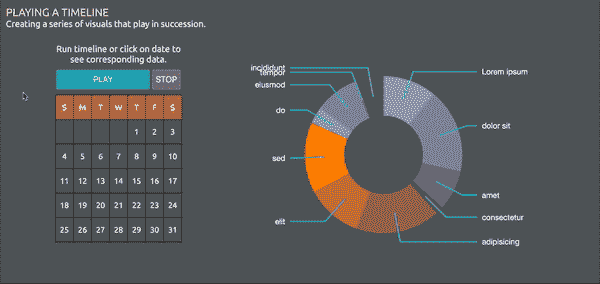 PLAYING A TIMELINE
Creating a series of visuals that play in succession.
Run timeline or click on date to
see corresponding data.
PLAY STOP
S M T W T F S
1 2 3
4 5 6 7 8 9 10
11 12 13 14 15 16 17
18 19 20 21 22 23 24
25 26 27 28 29 30 31
incididunt
tempor
eiusmod
do
sed
elit
Lorem ipsum
dolor sit
amet
consectetur
adipisicing